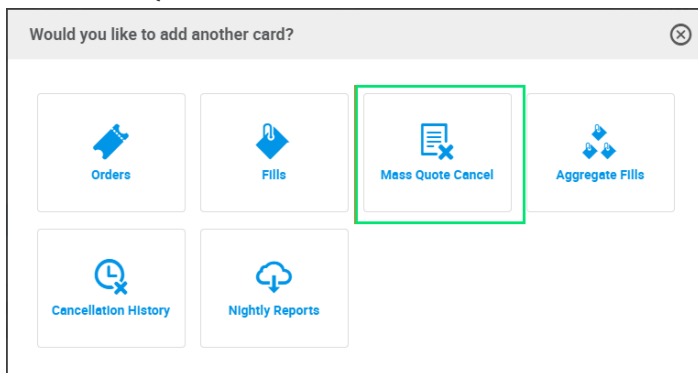 Would you like to add another card?
Orders
Fills
Mass Quote Cancel
Aggregate Fills
Cancellation History
Nightly Reports